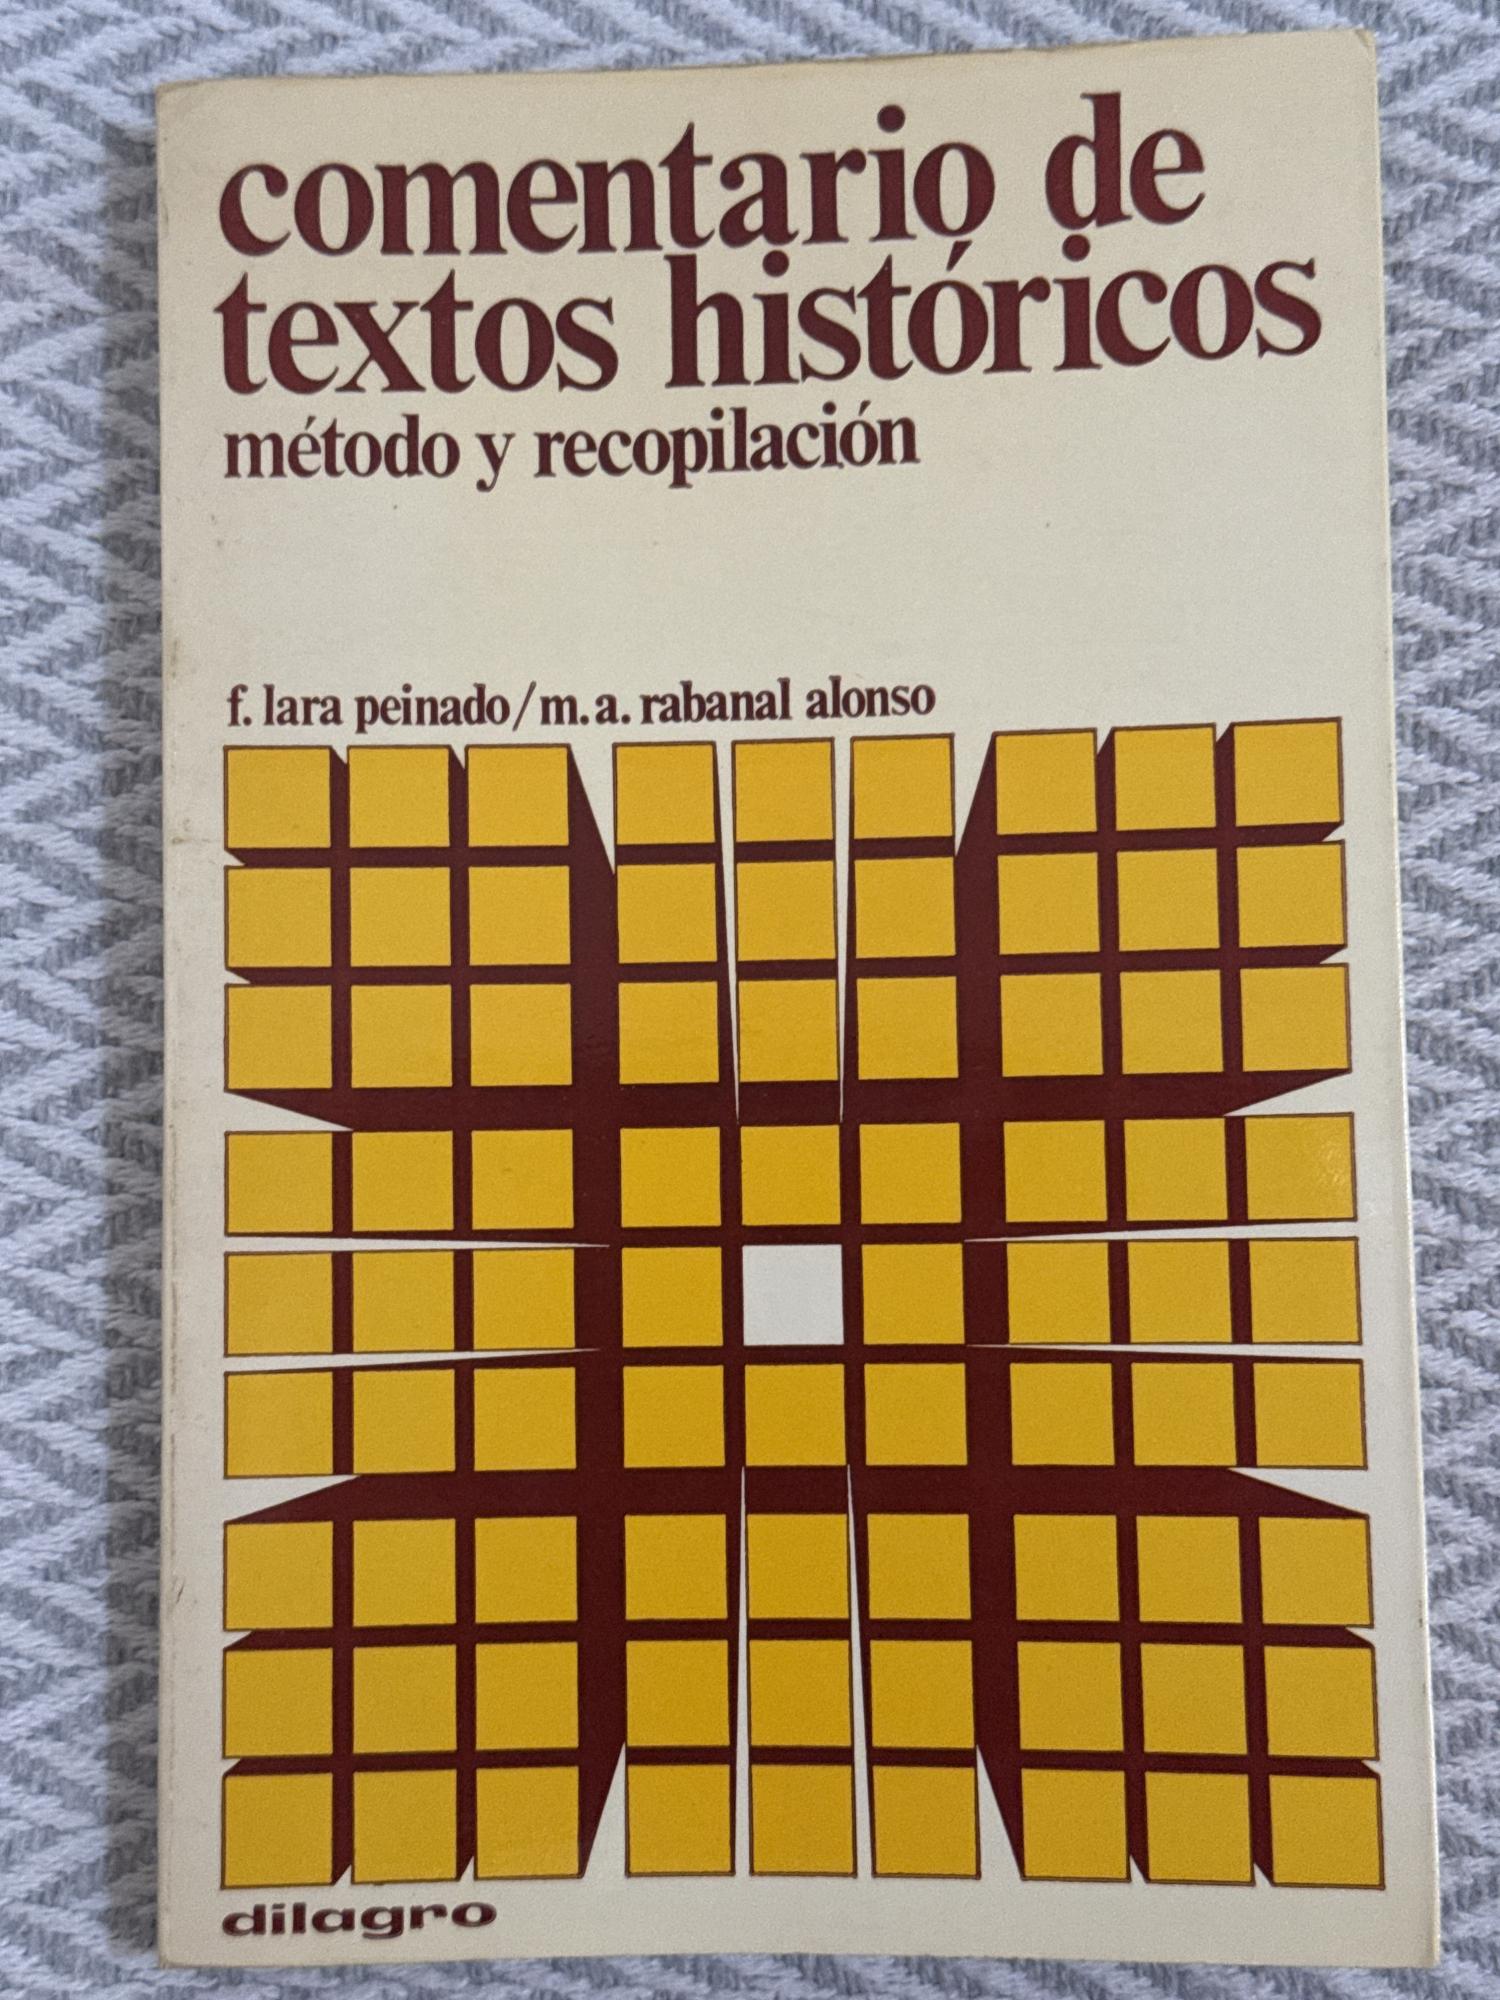 comentario de
textos históricos
método y recopilación
f. lara peinado/m.a. rabanal alonso
dilagro